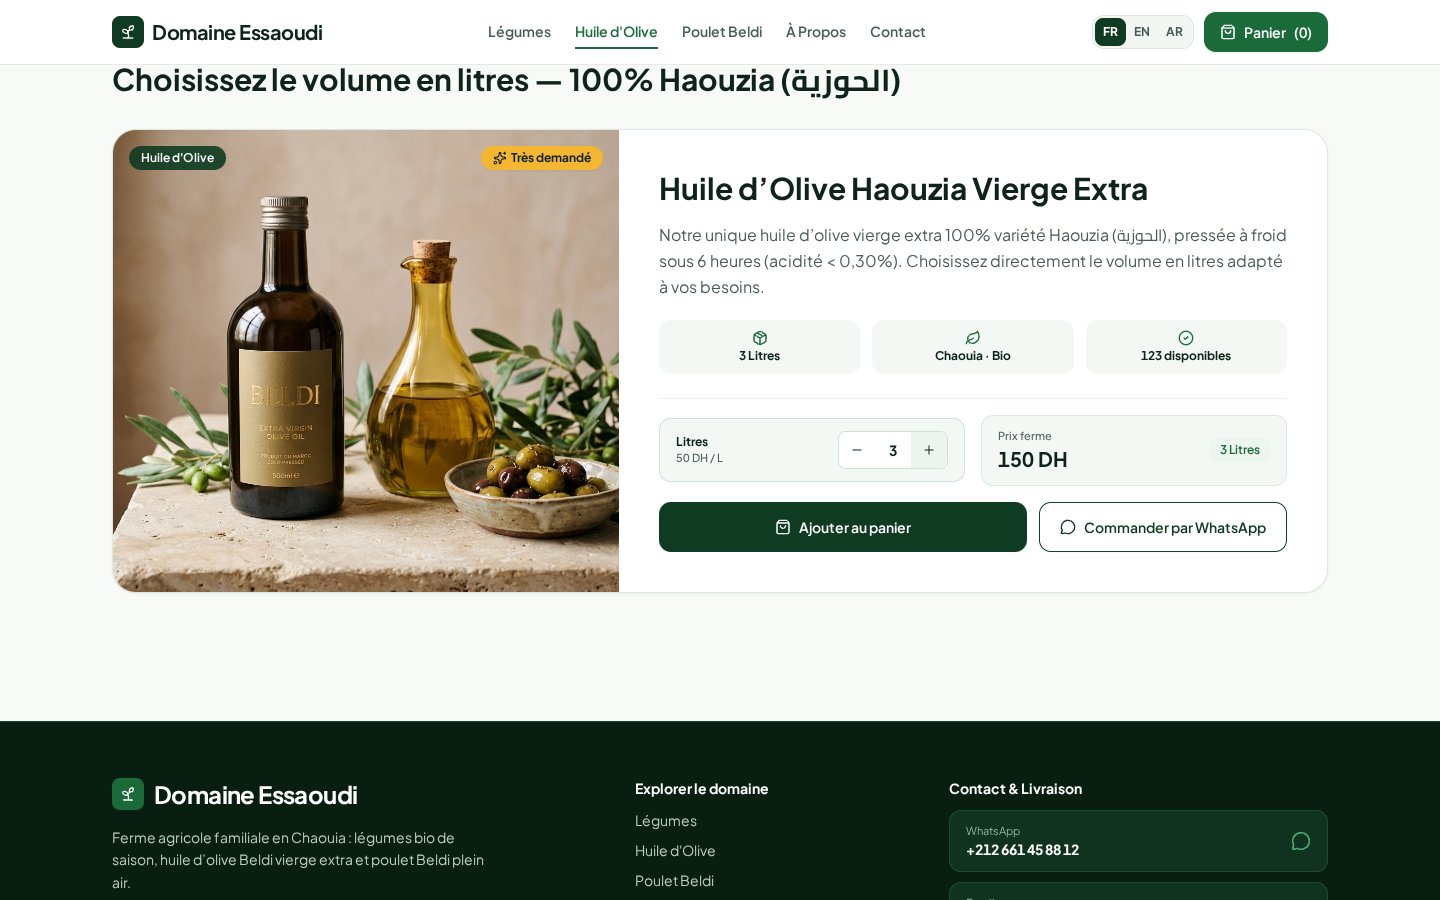 Domaine Essaoudi
Légumes
Huile d'Olive
Poulet Beldi
À Propos
Contact
FR
EN
AR
Panier (0)
Choisissez le volume en litres — 100% Haouzia (الحوزية)
Huile d'Olive
Très demandé
BELDI
EXTRA VIRGIN
OLIVE OIL
PRODUIT DU MAROC
COLD PRESSED
500ml ℮
Huile d’Olive Haouzia Vierge Extra
Notre unique huile d’olive vierge extra 100% variété Haouzia (الحوزية), pressée à froid
sous 6 heures (acidité < 0,30%). Choisissez directement le volume en litres adapté
à vos besoins.
3 Litres
Chaouia · Bio
123 disponibles
Litres
50 DH / L
− 3 +
Prix ferme
150 DH
3 Litres
Ajouter au panier
Commander par WhatsApp
Domaine Essaoudi
Ferme agricole familiale en Chaouia : légumes bio de
saison, huile d’olive Beldi vierge extra et poulet Beldi plein
air.
Explorer le domaine
Légumes
Huile d'Olive
Poulet Beldi
Contact & Livraison
WhatsApp
+212 661 45 88 12